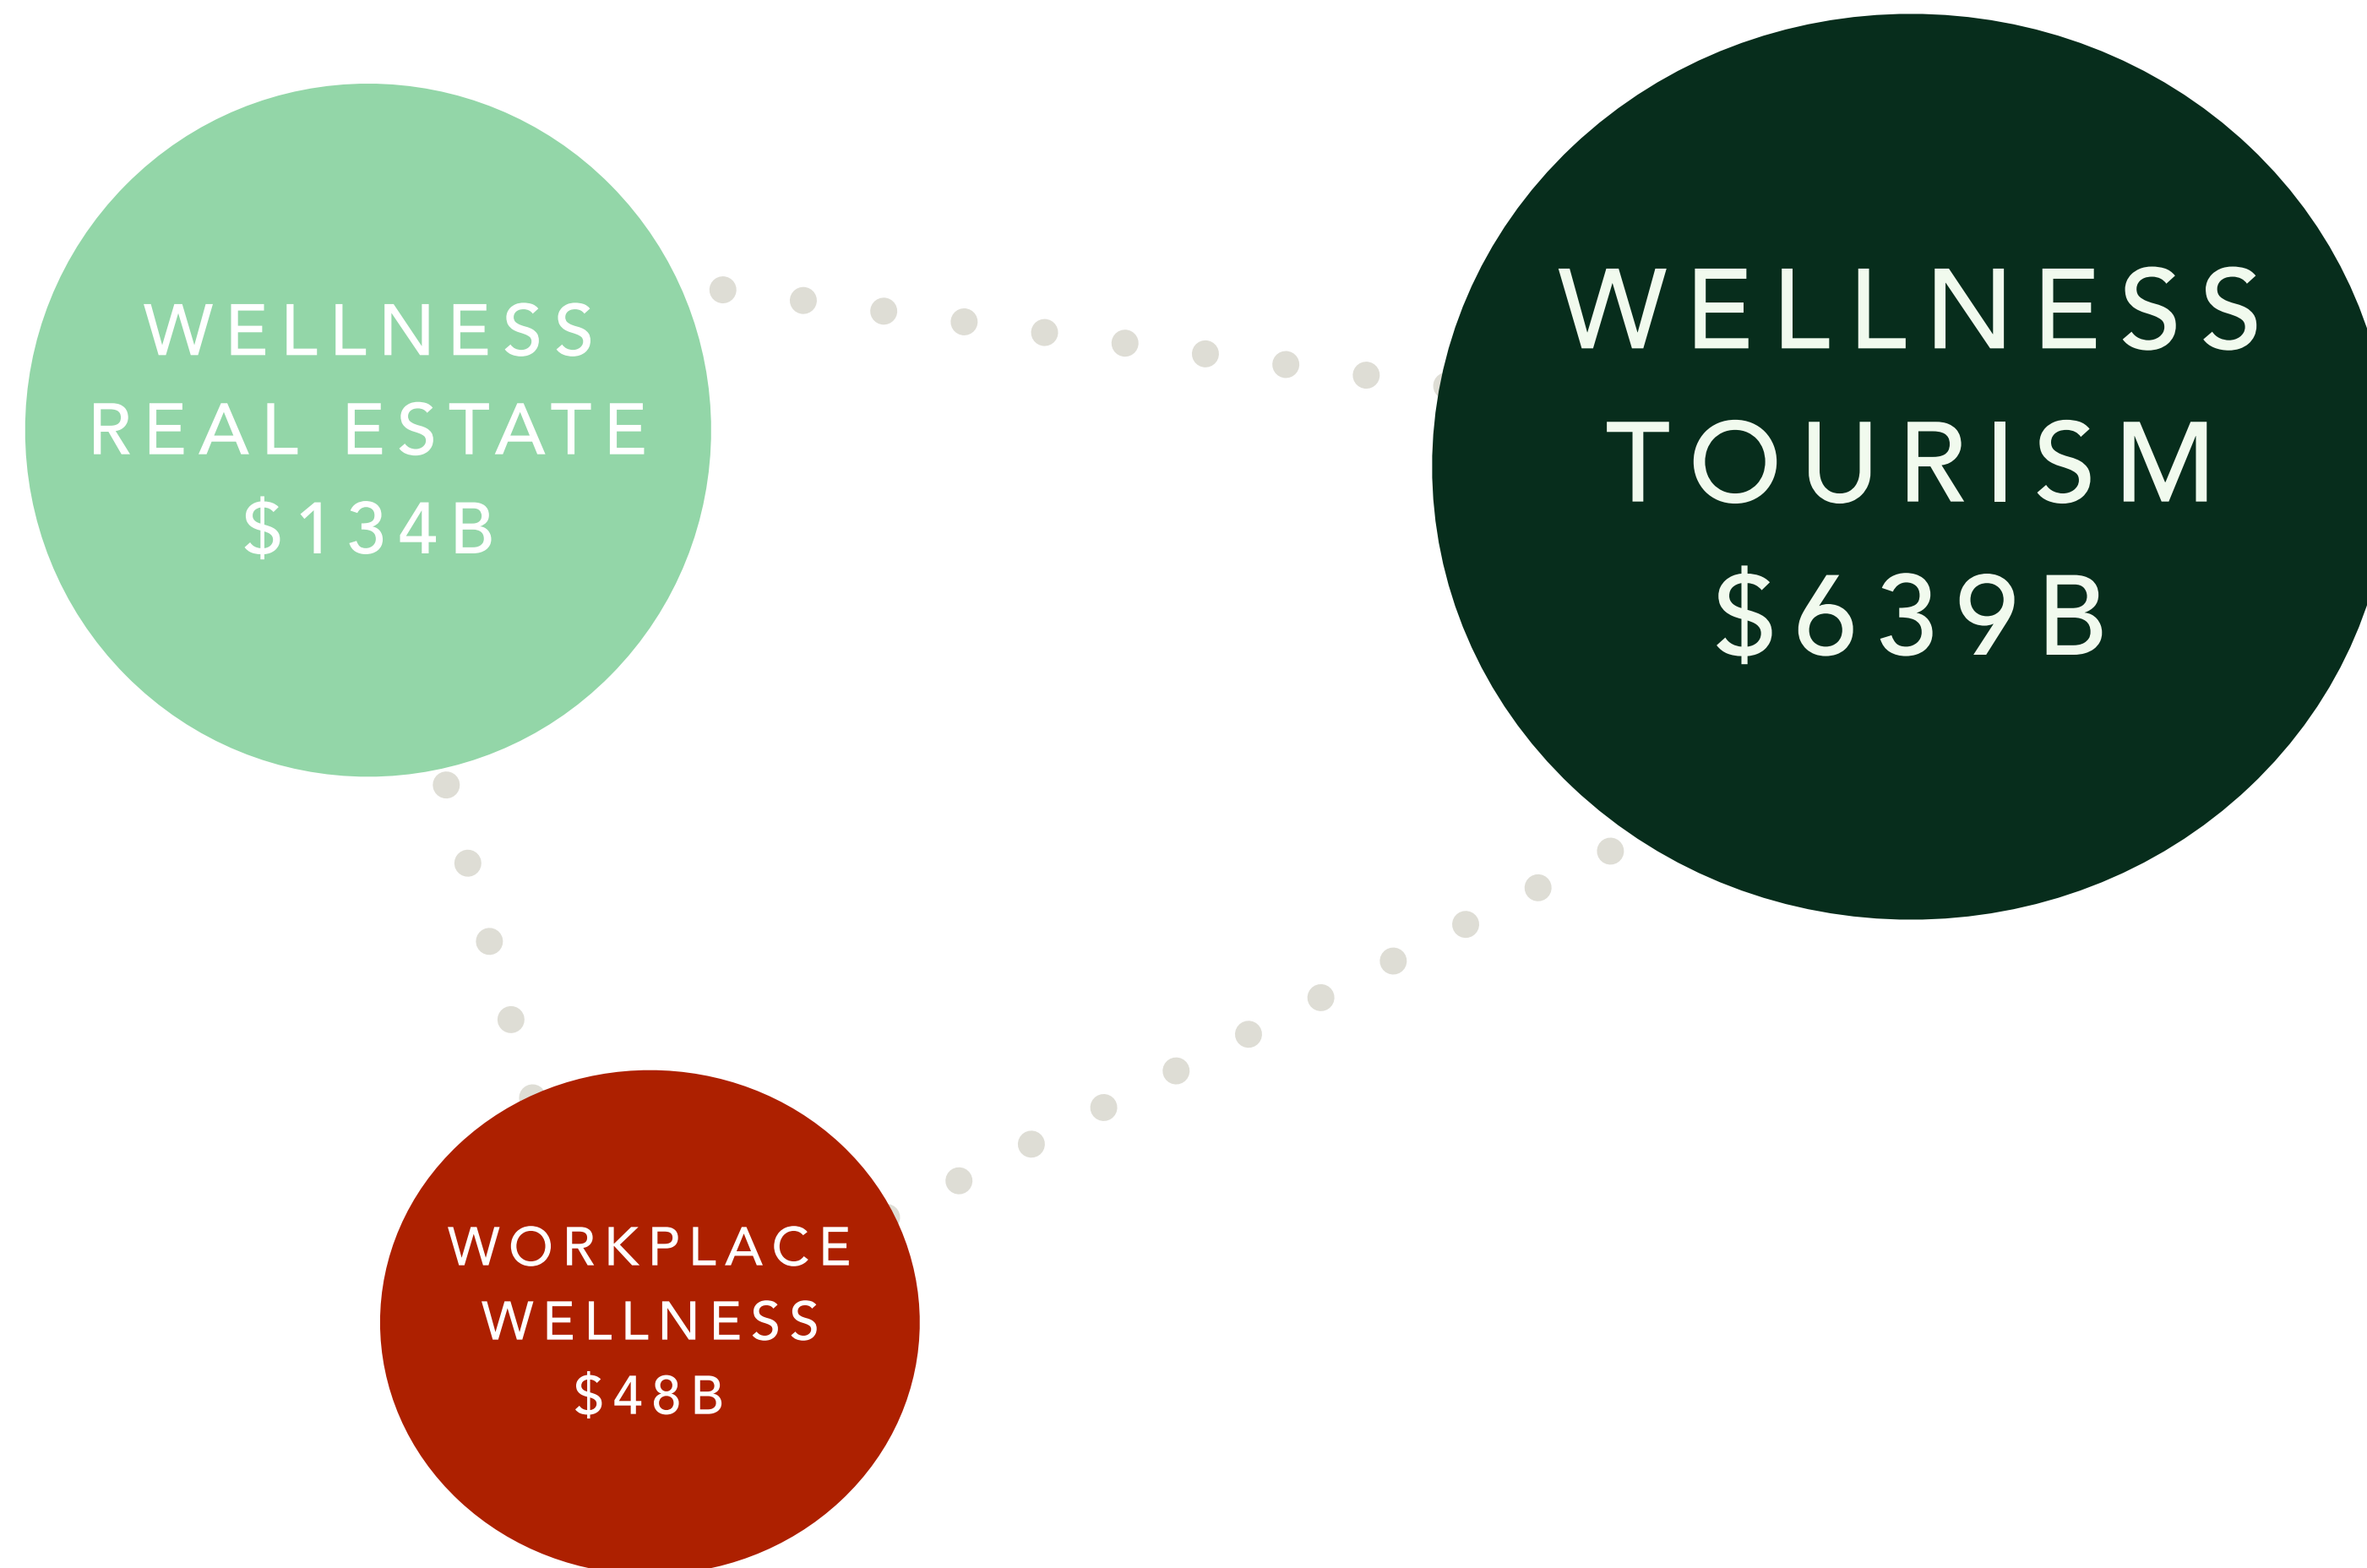 WELLNESS
REAL ESTATE
$134B
WELLNESS
TOURISM
$639B
WORKPLACE
WELLNESS
$48B